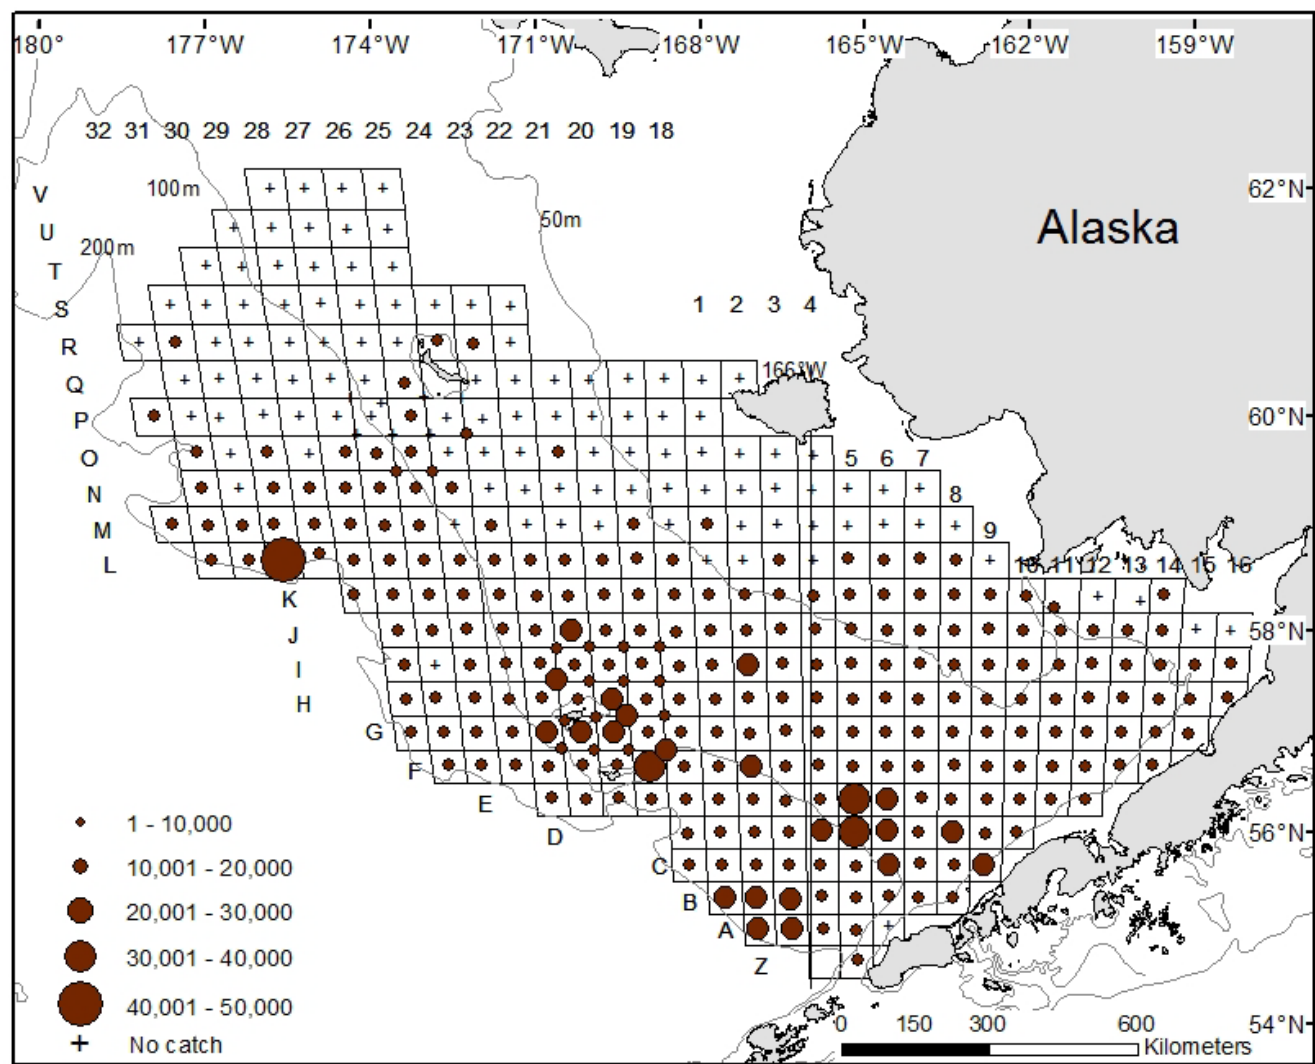 180° 177°W 174°W 171°W 168°W 165°W 162°W 159°W
32 31 30 29 28 27 26 25 24 23 22 21 20 19 18
V 100m 62°N
U 50m Alaska
200m
T
S 1 2 3 4
R
Q 166°W
P 60°N
O 5 6 7
N 8
M 9
L 10 11 12 13 14 15 16
K
J 58°N
I
H
G
F
E
D 56°N
C
B
A
Z
1 - 10,000
10,001 - 20,000
20,001 - 30,000
30,001 - 40,000
40,001 - 50,000
No catch
54°N
0 150 300 600
Kilometers